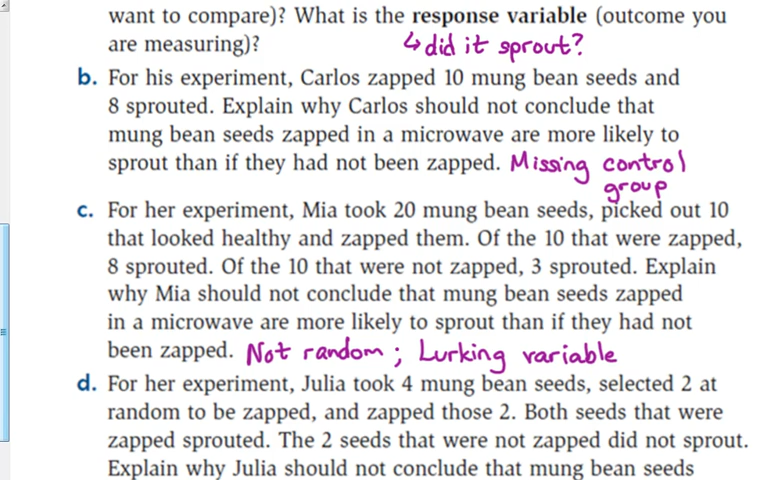 want to compare)? What is the response variable (outcome you
are measuring)? ↳ did it sprout?
b. For his experiment, Carlos zapped 10 mung bean seeds and
8 sprouted. Explain why Carlos should not conclude that
mung bean seeds zapped in a microwave are more likely to
sprout than if they had not been zapped. Missing control
group
c. For her experiment, Mia took 20 mung bean seeds, picked out 10
that looked healthy and zapped them. Of the 10 that were zapped,
8 sprouted. Of the 10 that were not zapped, 3 sprouted. Explain
why Mia should not conclude that mung bean seeds zapped
in a microwave are more likely to sprout than if they had not
been zapped. Not random; Lurking variable
d. For her experiment, Julia took 4 mung bean seeds, selected 2 at
random to be zapped, and zapped those 2. Both seeds that were
zapped sprouted. The 2 seeds that were not zapped did not sprout.
Explain why Julia should not conclude that mung bean seeds